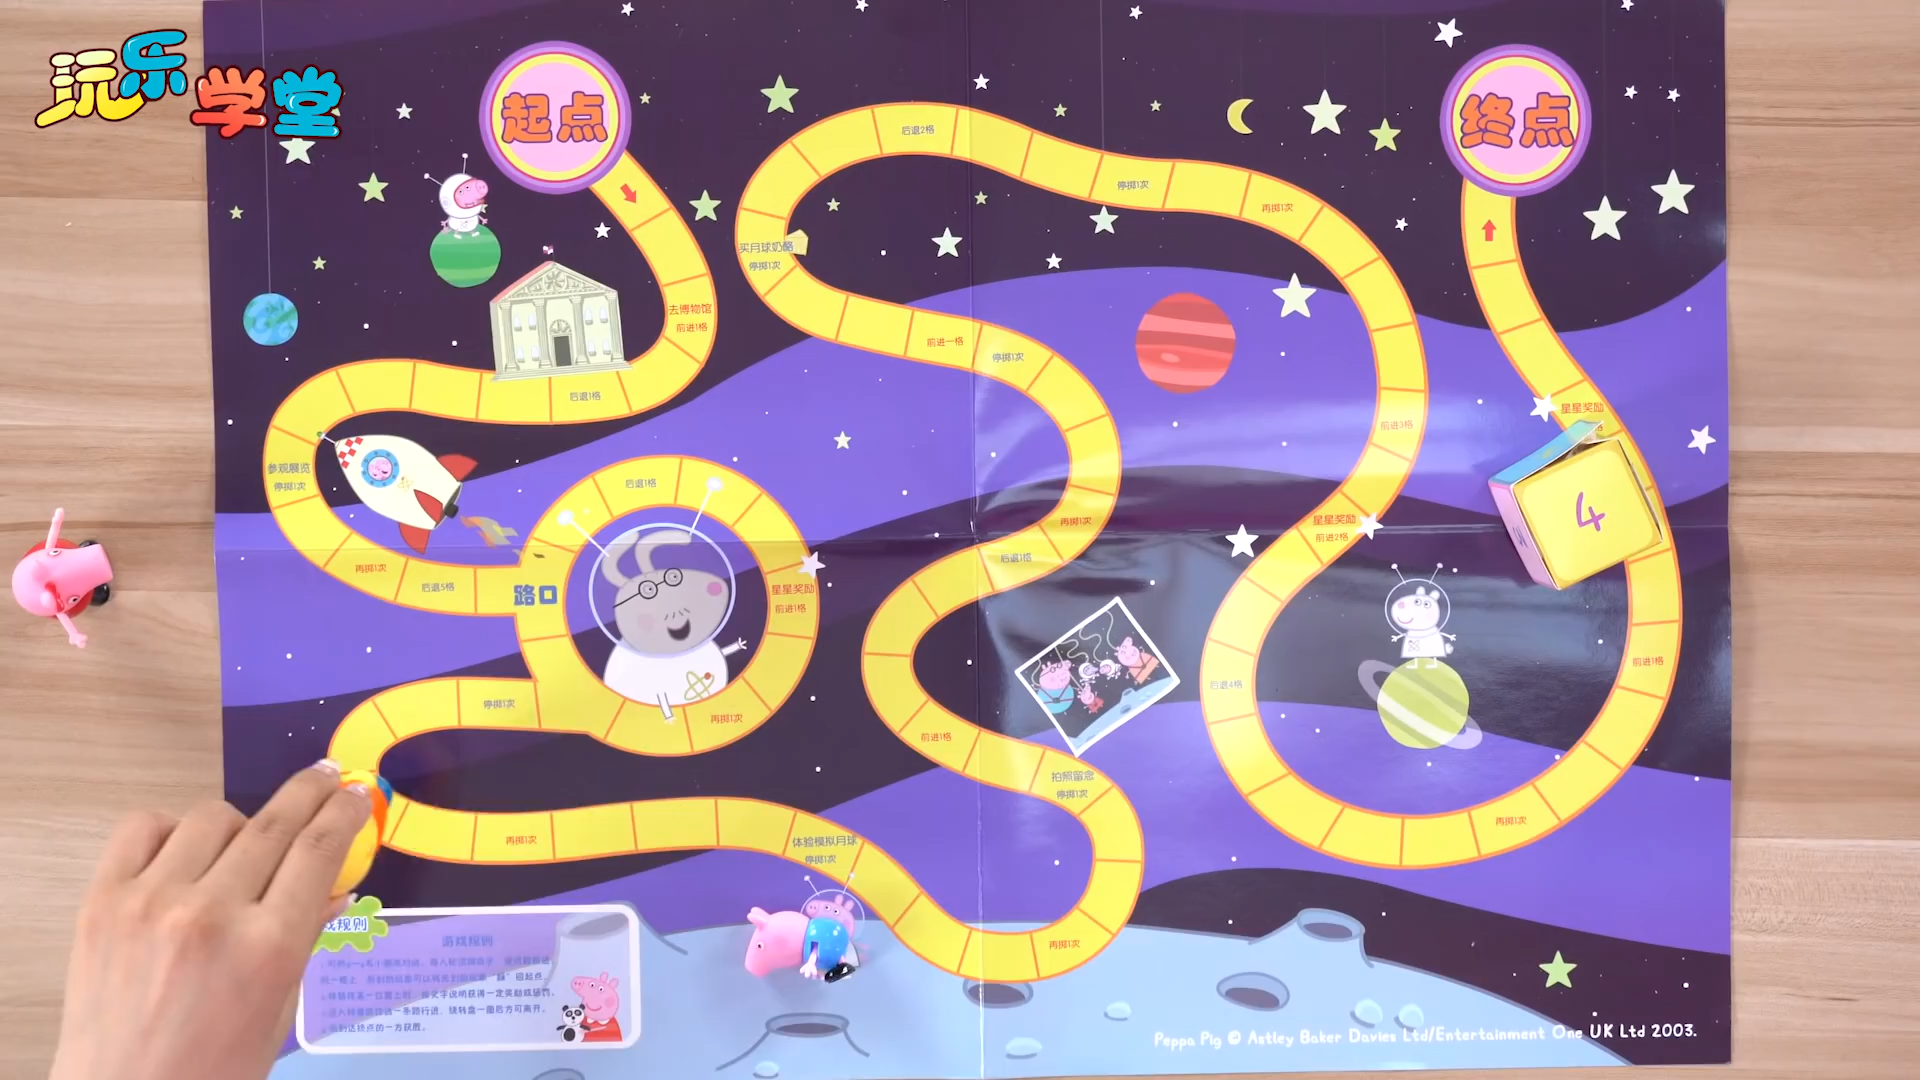 玩乐学堂
起点
终点
后退2格
停掷1次
再掷1次
买月球奶酪
停掷1次
去博物馆
前进1格
前进一格
停掷1次
后退1格
星星奖励
前进3格
参观展览
停掷1次
后退1格
4
再掷1次
星星奖励
前进2格
后退1格
再掷1次
后退5格
路口
星星奖励
前进1格
前进1格
后退4格
停掷1次
再掷1次
前进1格
拍照留念
停掷1次
再掷1次
再掷1次
体验模拟月球
停掷1次
戏规则
游戏规则
再掷1次
Peppa Pig © Astley Baker Davies Ltd/Entertainment One UK Ltd 2003.